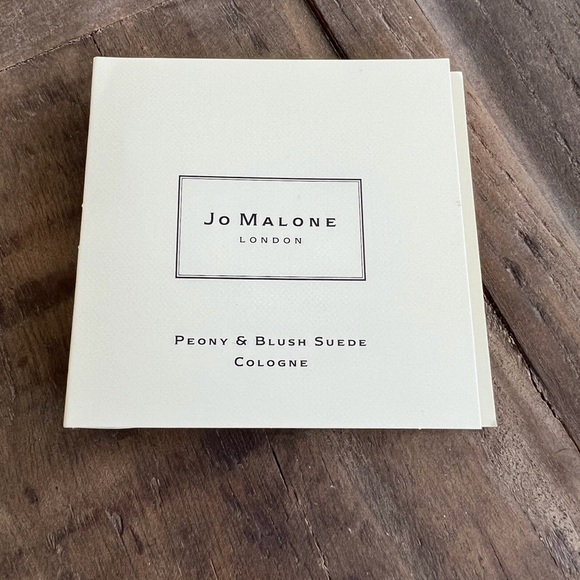 Jo Malone
LONDON
Peony & Blush Suede
Cologne